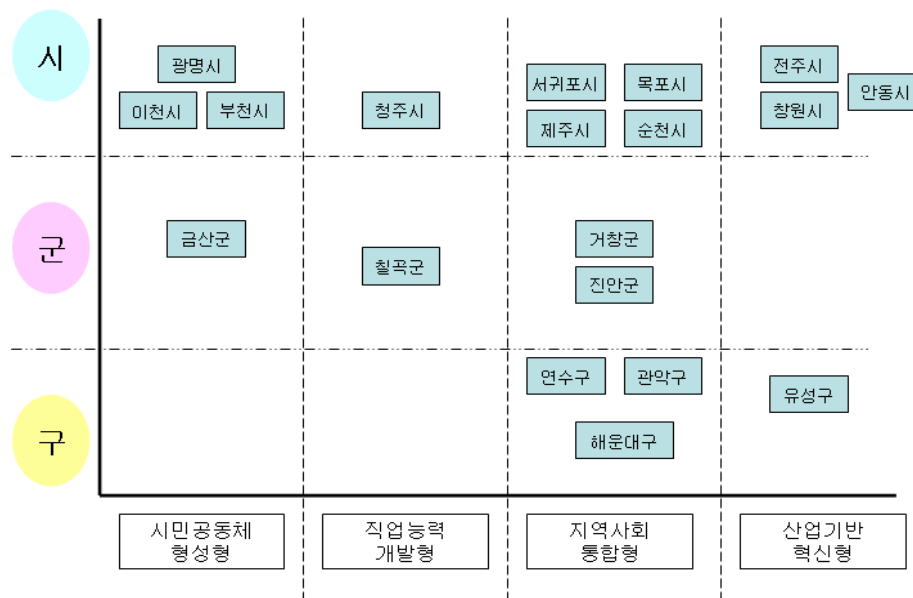 시
광명시
이천시
부천시
청주시
서귀포시
목포시
제주시
순천시
전주시
창원시
안동시
군
금산군
칠곡군
거창군
진안군
구
연수구
관악구
해운대구
유성구
시민공동체
형성형
직업능력
개발형
지역사회
통합형
산업기반
혁신형